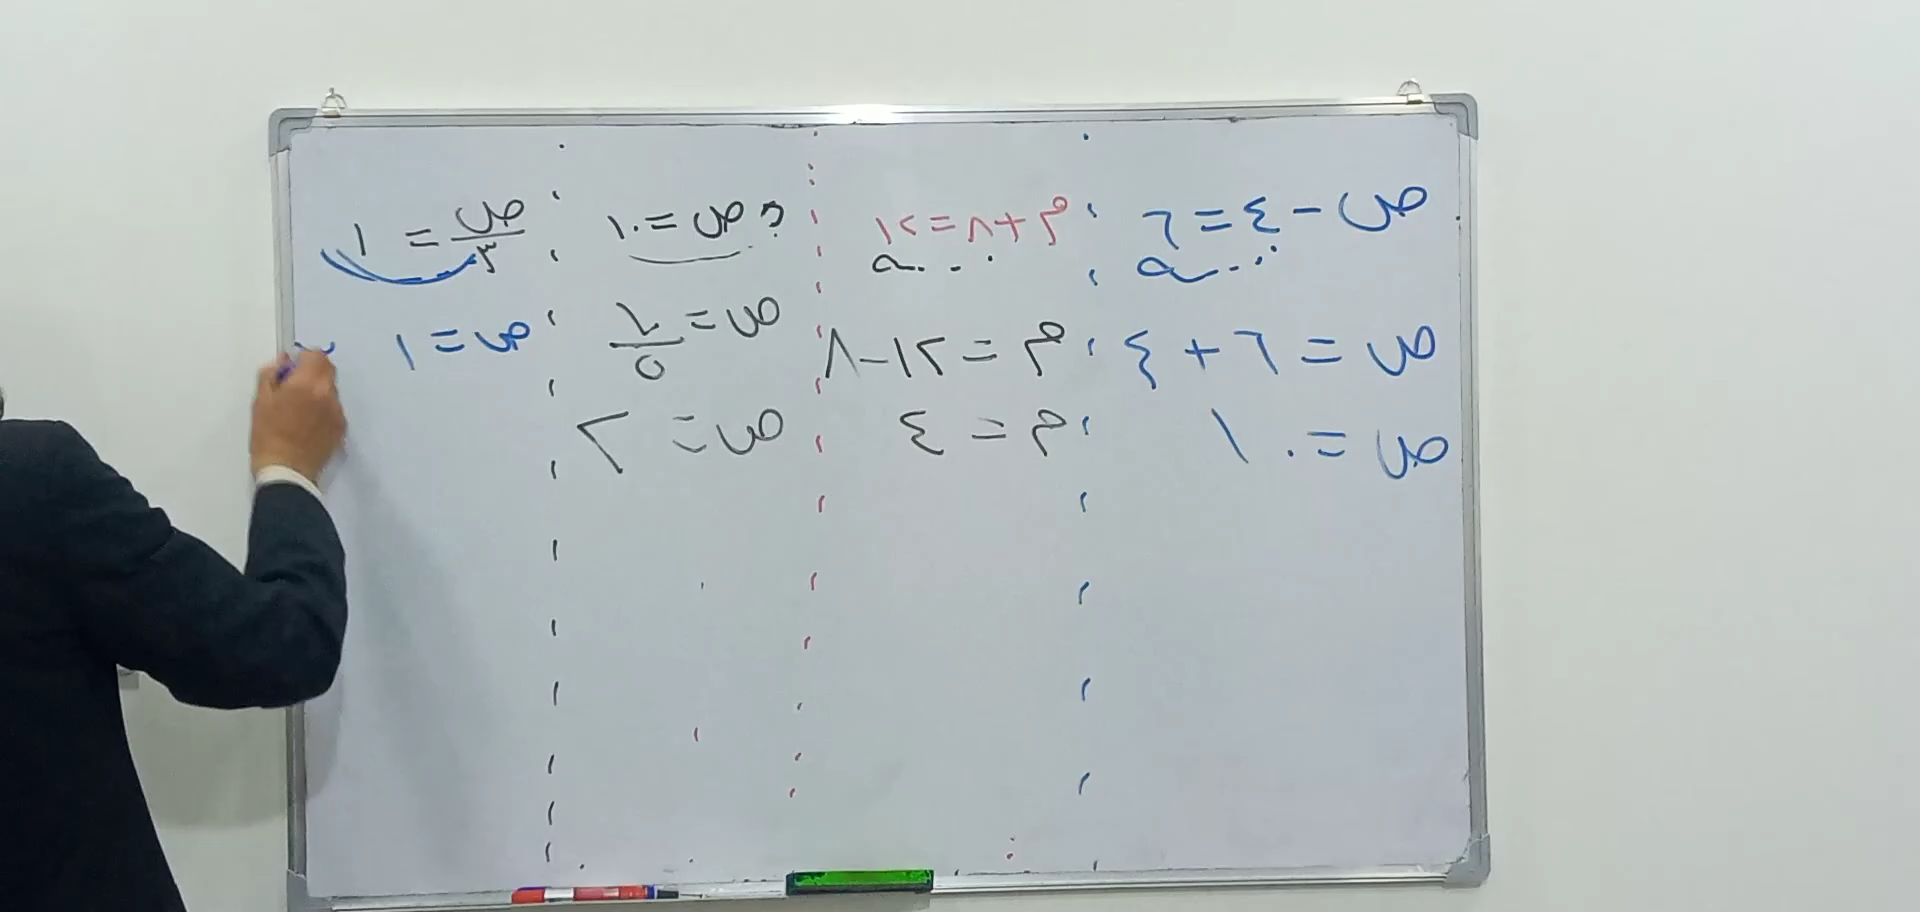 ص - ٤ = ٦
ص = ٦ + ٤
ص = ١٠
م + ٨ = ١٢
م = ١٢ - ٨
م = ٤
٥ ص = ١٠
ص = ١٠/٥
ص = ٢
ص/٣ = ١
ص = ١